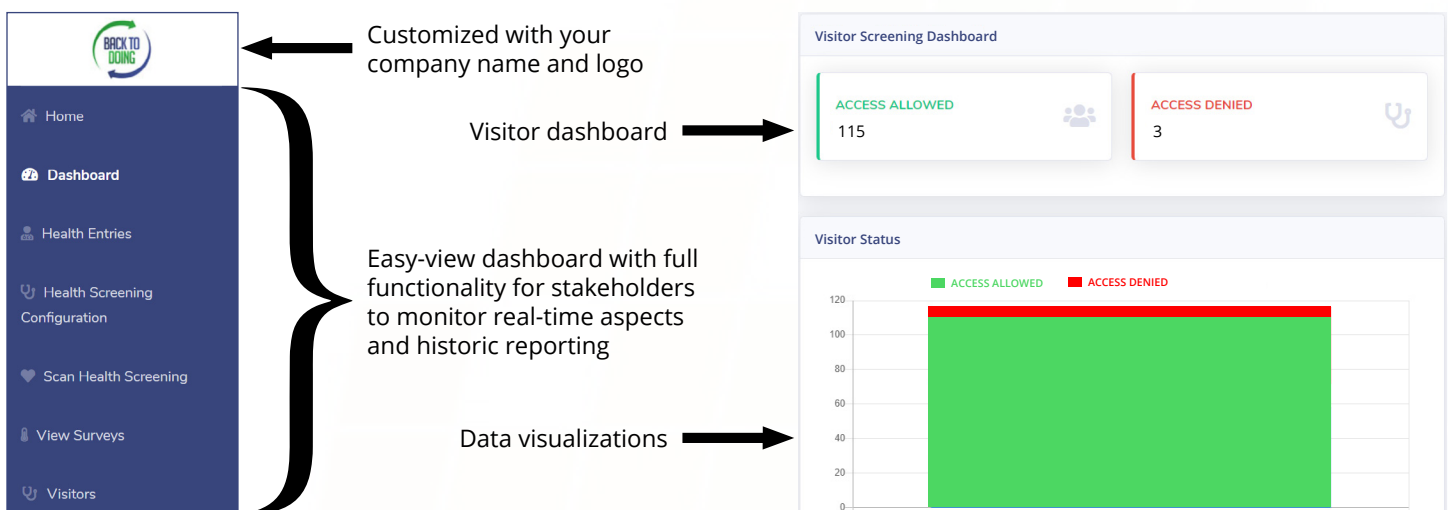 BACK TO
DOING
Home
Dashboard
Health Entries
Health Screening
Configuration
Scan Health Screening
View Surveys
Visitors
Customized with your
company name and logo
Visitor dashboard
Easy-view dashboard with full
functionality for stakeholders
to monitor real-time aspects
and historic reporting
Data visualizations
Visitor Screening Dashboard
ACCESS ALLOWED
115
ACCESS DENIED
3
Visitor Status
ACCESS ALLOWED ACCESS DENIED
120
100
80
60
40
20
0